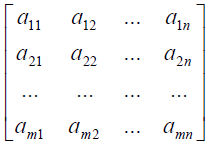 a₁₁ a₁₂ ... a₁ₙ
a₂₁ a₂₂ ... a₂ₙ
... ... ... ...
aₘ₁ aₘ₂ ... aₘₙ